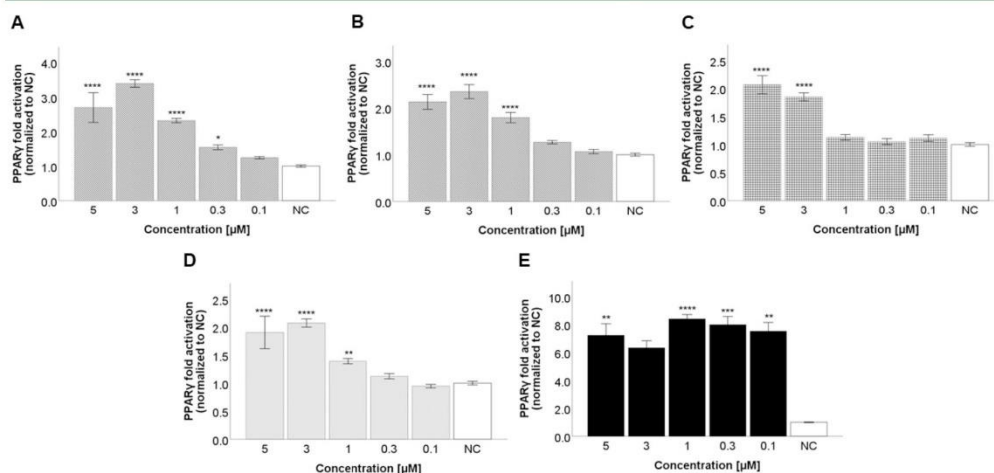 A
PPARγ fold activation
(normalized to NC)
4.0
3.0
2.0
1.0
0.0
****
****
****
*
5 3 1 0.3 0.1 NC
Concentration [µM]
B
PPARγ fold activation
(normalized to NC)
3.0
2.0
1.0
0.0
****
****
****
5 3 1 0.3 0.1 NC
Concentration [µM]
C
PPARγ fold activation
(normalized to NC)
2.5
2.0
1.5
1.0
0.5
0.0
****
****
5 3 1 0.3 0.1 NC
Concentration [µM]
D
PPARγ fold activation
(normalized to NC)
2.5
2.0
1.5
1.0
0.5
0.0
****
****
**
5 3 1 0.3 0.1 NC
Concentration [µM]
E
PPARγ fold activation
(normalized to NC)
10.0
8.0
6.0
4.0
2.0
0.0
**
****
***
**
5 3 1 0.3 0.1 NC
Concentration [µM]